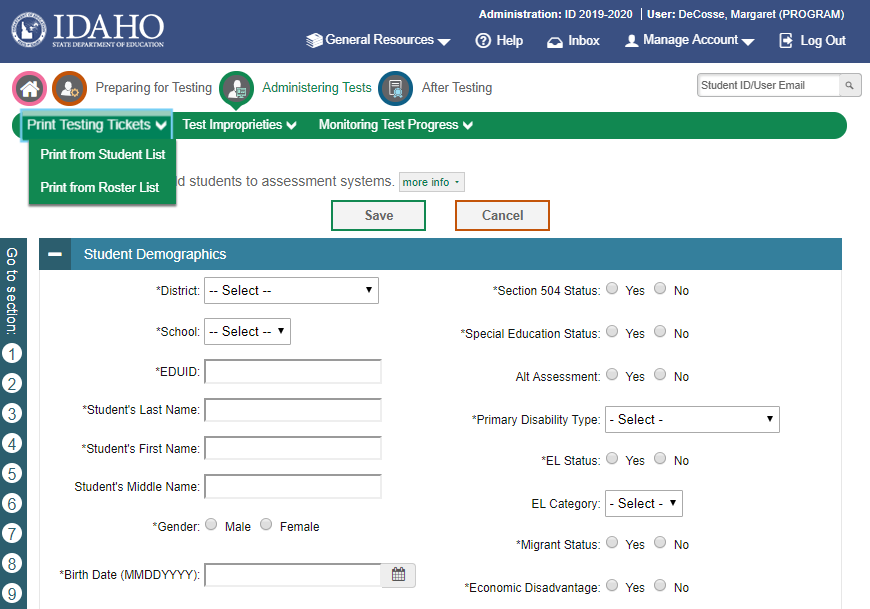 IDAHO
STATE DEPARTMENT OF EDUCATION
Administration: ID 2019-2020 | User: DeCosse, Margaret (PROGRAM)
General Resources Help Inbox Manage Account Log Out
Preparing for Testing Administering Tests After Testing Student ID/User Email
Print Testing Tickets Test Improprieties Monitoring Test Progress
Print from Student List
Print from Roster List
d students to assessment systems. more info
Save Cancel
Go to section:
1
2
3
4
5
6
7
8
9
Student Demographics
*District: -- Select --
*School: -- Select --
*EDUID:
*Student's Last Name:
*Student's First Name:
Student's Middle Name:
*Gender: Male Female
*Birth Date (MMDDYYYY):
*Section 504 Status: Yes No
*Special Education Status: Yes No
Alt Assessment: Yes No
*Primary Disability Type: - Select -
*EL Status: Yes No
EL Category: - Select -
*Migrant Status: Yes No
*Economic Disadvantage: Yes No